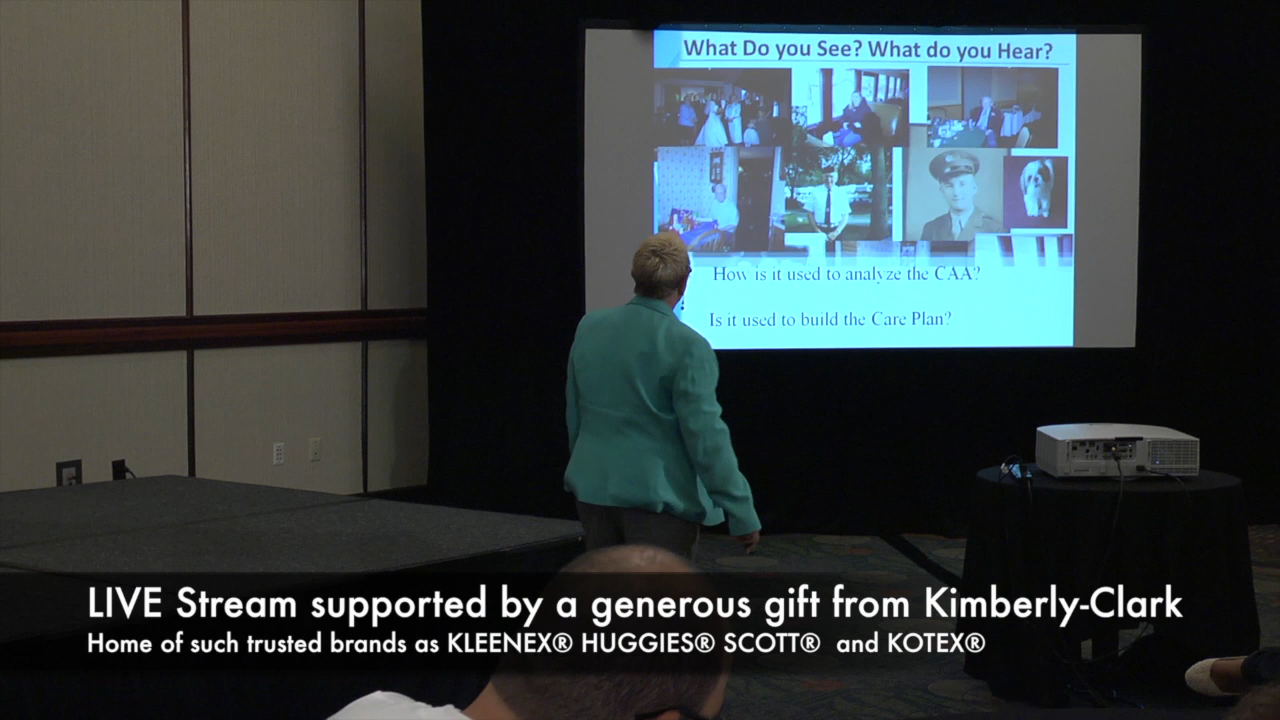 What Do you See? What do you Hear?
How is it used to analyze the CAA?
Is it used to build the Care Plan?
LIVE Stream supported by a generous gift from Kimberly-Clark
Home of such trusted brands as KLEENEX® HUGGIES® SCOTT® and KOTEX®